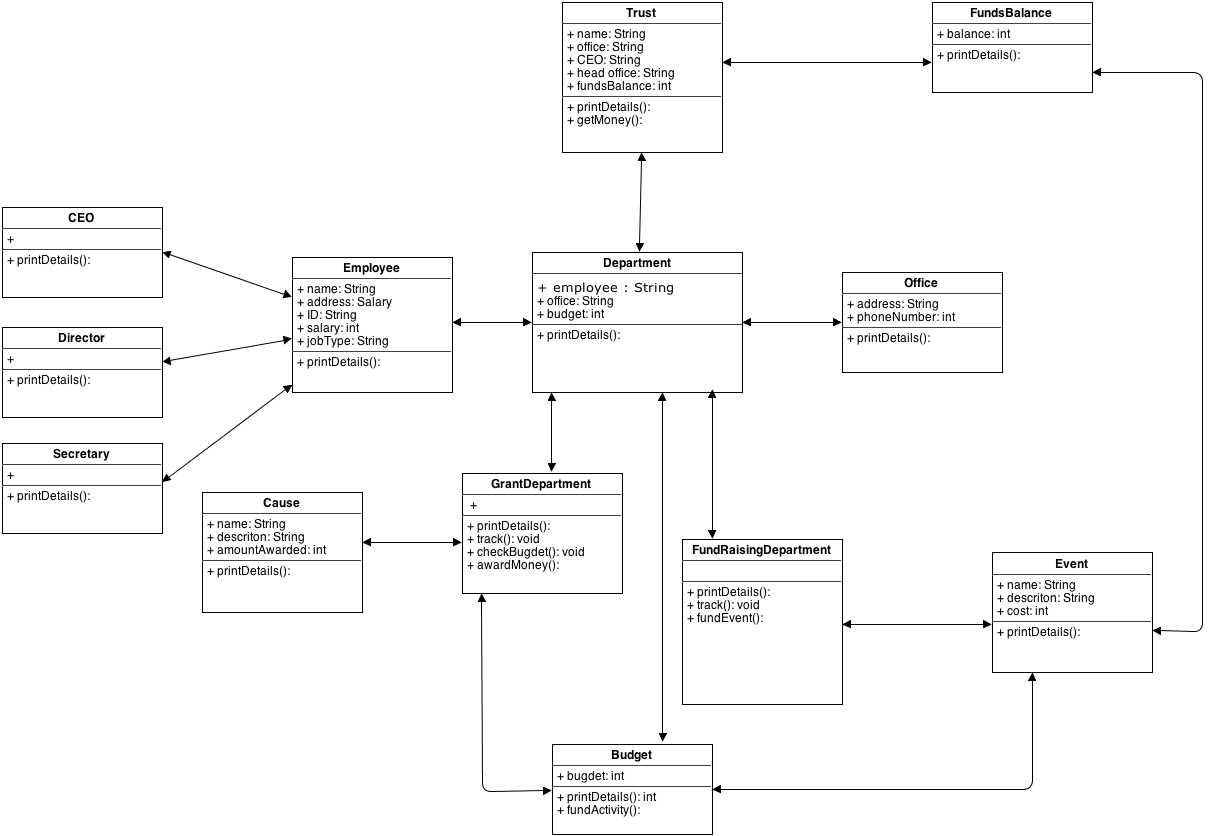 Trust
+ name: String
+ office: String
+ CEO: String
+ head office: String
+ fundsBalance: int
+ printDetails():
+ getMoney():
FundsBalance
+ balance: int
+ printDetails():
CEO
+
+ printDetails():
Director
+
+ printDetails():
Secretary
+
+ printDetails():
Employee
+ name: String
+ address: Salary
+ ID: String
+ salary: int
+ jobType: String
+ printDetails():
Department
+ employee : String
+ office: String
+ budget: int
+ printDetails():
Office
+ address: String
+ phoneNumber: int
+ printDetails():
Cause
+ name: String
+ descriton: String
+ amountAwarded: int
+ printDetails():
GrantDepartment
+
+ printDetails():
+ track(): void
+ checkBugdet(): void
+ awardMoney():
FundRaisingDepartment
+ printDetails():
+ track(): void
+ fundEvent():
Event
+ name: String
+ descriton: String
+ cost: int
+ printDetails():
Budget
+ bugdet: int
+ printDetails(): int
+ fundActivity():